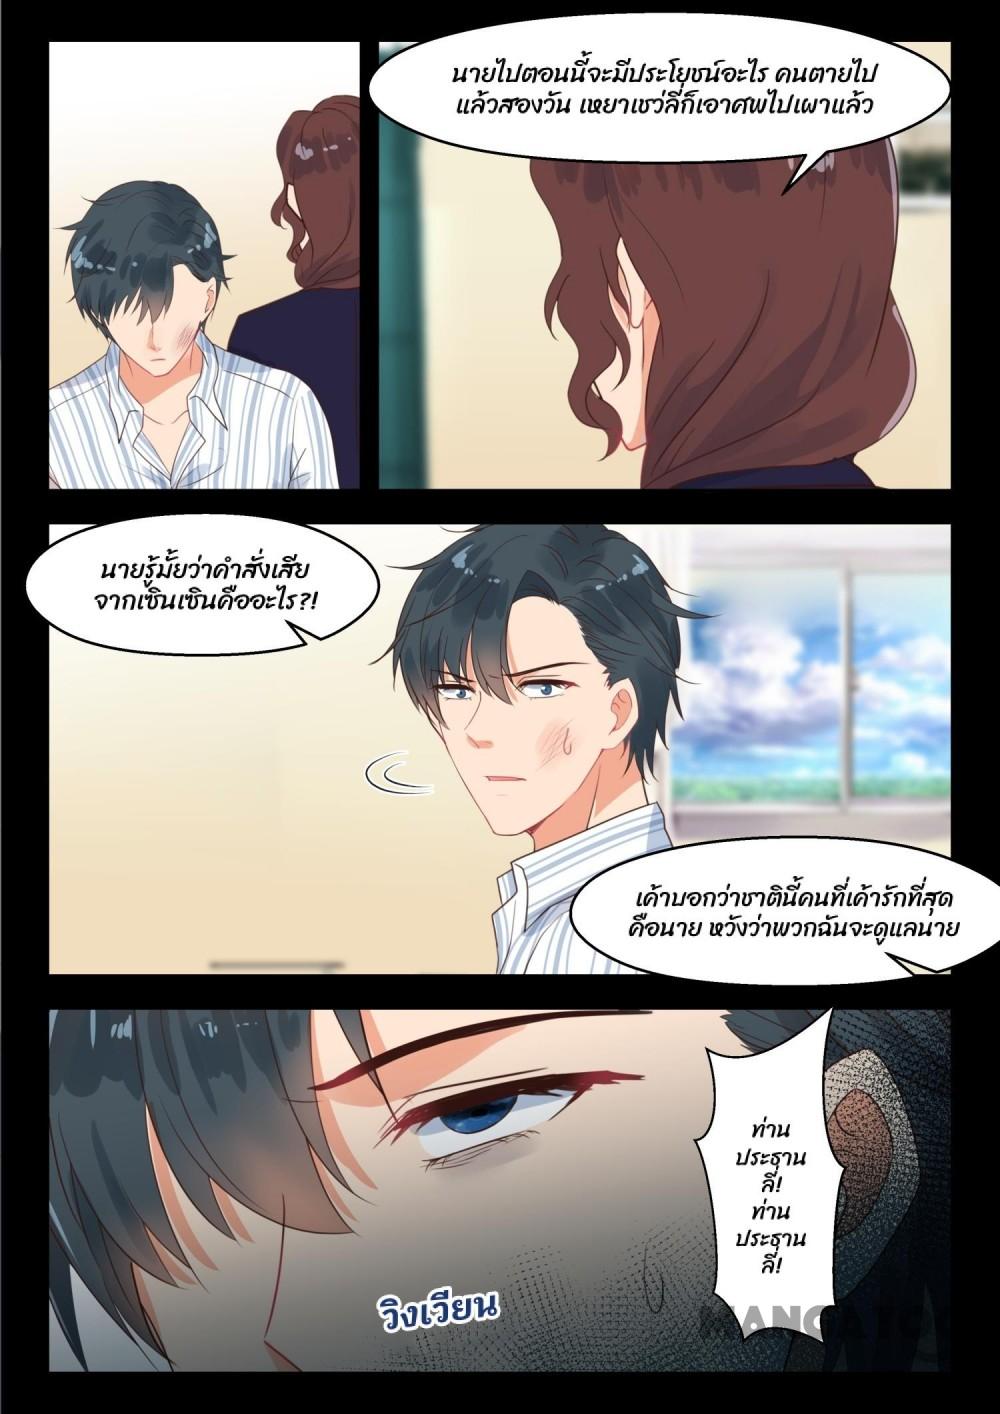 นายไปตอนนี้จะมีประโยชน์อะไร คนตายไป
แล้วสองวัน เหยาเชว่ลี่ก็เอาศพไปเผาแล้ว
นายรู้มั้ยว่าคำสั่งเสีย
จากเซินเซินคืออะไร?!
เค้าบอกว่าชาตินี้คนที่เค้ารักที่สุด
คือนาย หวังว่าพวกฉันจะดูแลนาย
ท่าน
ประธาน
ลี่!
ท่าน
ประธาน
ลี่!
วิงเวียน